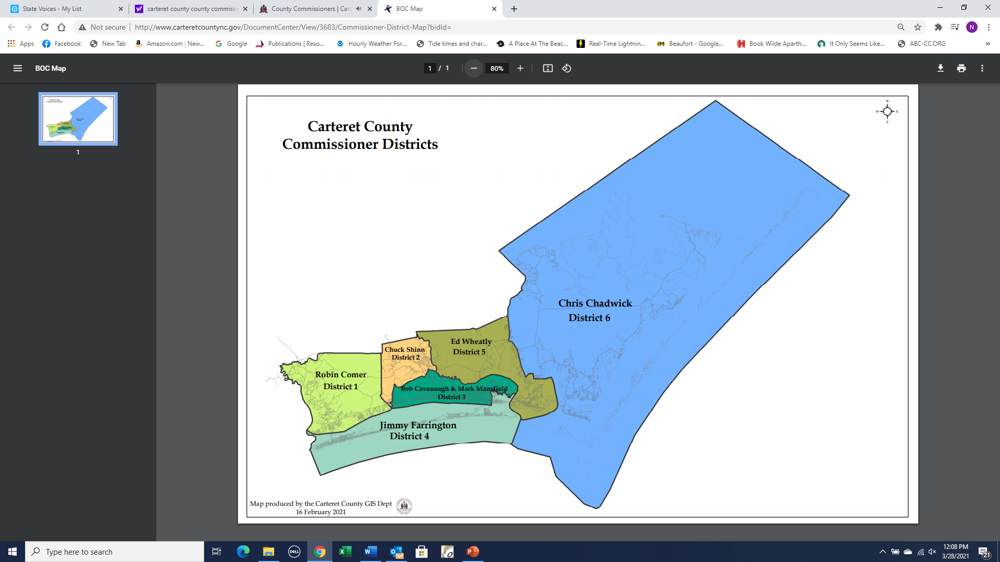 State Voices - My List
carteret county county commissi
County Commissioners | Cart
BOC Map
Not secure
http://www.carteretcountync.gov/DocumentCenter/View/3683/Commissioner-District-Map?bidId=
N
Apps
Facebook
New Tab
Amazon.com : New...
Google
Publications | Reso...
Hourly Weather For...
Tide times and char...
A Place At The Beac...
Real-Time Lightnin...
Beaufort - Google...
Book Wilde Aparth...
It Only Seems Like...
ABC-CC.ORG
»
BOC Map
1 / 1
80%
1
Carteret County
Commissioner Districts
N
W
E
S
Chris Chadwick
District 6
Ed Wheatly
District 5
Chuck Shinn
District 2
Robin Comer
District 1
Bob Cavanaugh & Mark Mansfield
District 3
Jimmy Farrington
District 4
Map produced by the Carteret County GIS Dept
16 February 2021
Type here to search
DELL
12:08 PM
3/28/2021
21